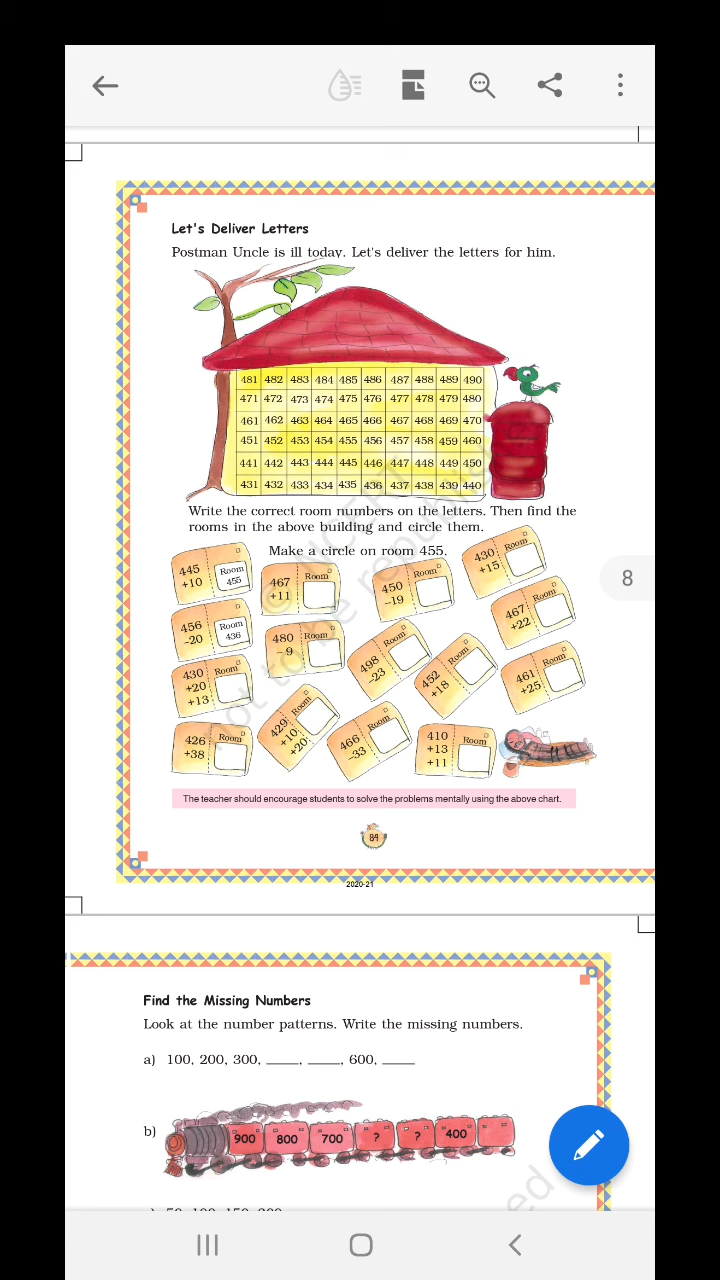 Let's Deliver Letters
Postman Uncle is ill today. Let's deliver the letters for him.
481 482 483 484 485 486 487 488 489 490
471 472 473 474 475 476 477 478 479 480
461 462 463 464 465 466 467 468 469 470
451 452 453 454 455 456 457 458 459 460
441 442 443 444 445 446 447 448 449 450
431 432 433 434 435 436 437 438 439 440
Write the correct room numbers on the letters. Then find the
rooms in the above building and circle them.
Make a circle on room 455.
445
+10
Room
455
467
+11
Room
450
-19
Room
430
+15
Room
456
-20
Room
436
480
- 9
Room
498
-23
Room
452
+18
Room
467
+22
Room
430
+20
+13
Room
461
+25
Room
426
+38
Room
429
+10
+20
Room
466
-33
Room
410
+13
+11
Room
The teacher should encourage students to solve the problems mentally using the above chart.
84
2020-21
8
Find the Missing Numbers
Look at the number patterns. Write the missing numbers.
a) 100, 200, 300, ____, ____, 600, ____
b) 900 800 700 ? ? 400